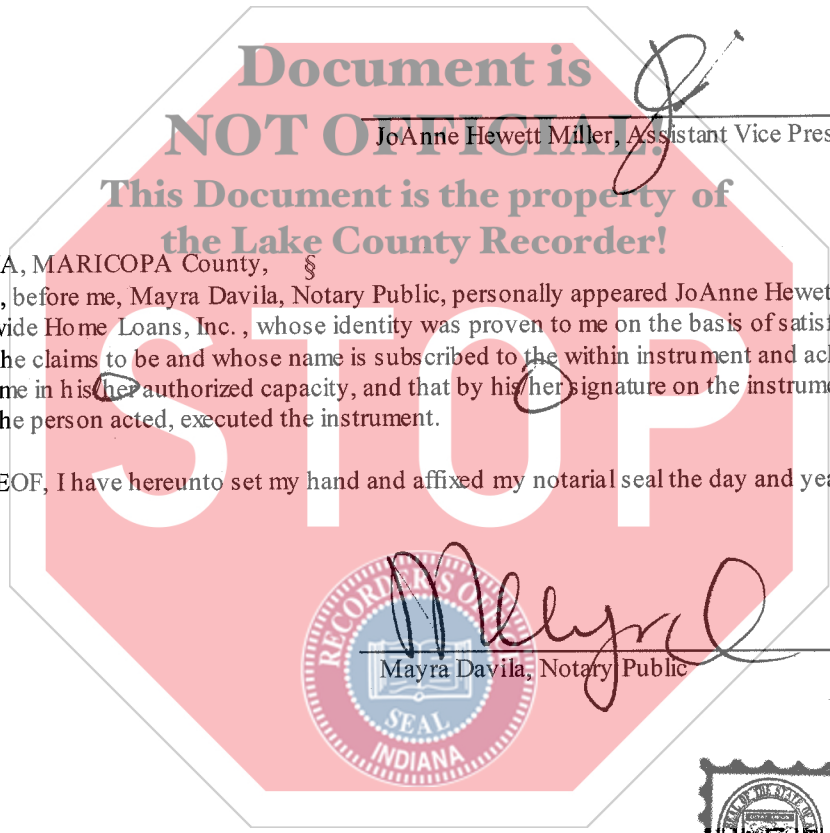 Document is
NOT OFFICIAL!
JoAnne Hewett Miller, Assistant Vice Pres
This Document is the property of
the Lake County Recorder!
A, MARICOPA County, §
, before me, Mayra Davila, Notary Public, personally appeared JoAnne Hewet
wide Home Loans, Inc. , whose identity was proven to me on the basis of satisf
he claims to be and whose name is subscribed to the within instrument and ack
me in his/her authorized capacity, and that by his/her signature on the instrume
he person acted, executed the instrument.
STOP
EOF, I have hereunto set my hand and affixed my notarial seal the day and yea
Mayra Davila, Notary Public
SEAL
INDIANA